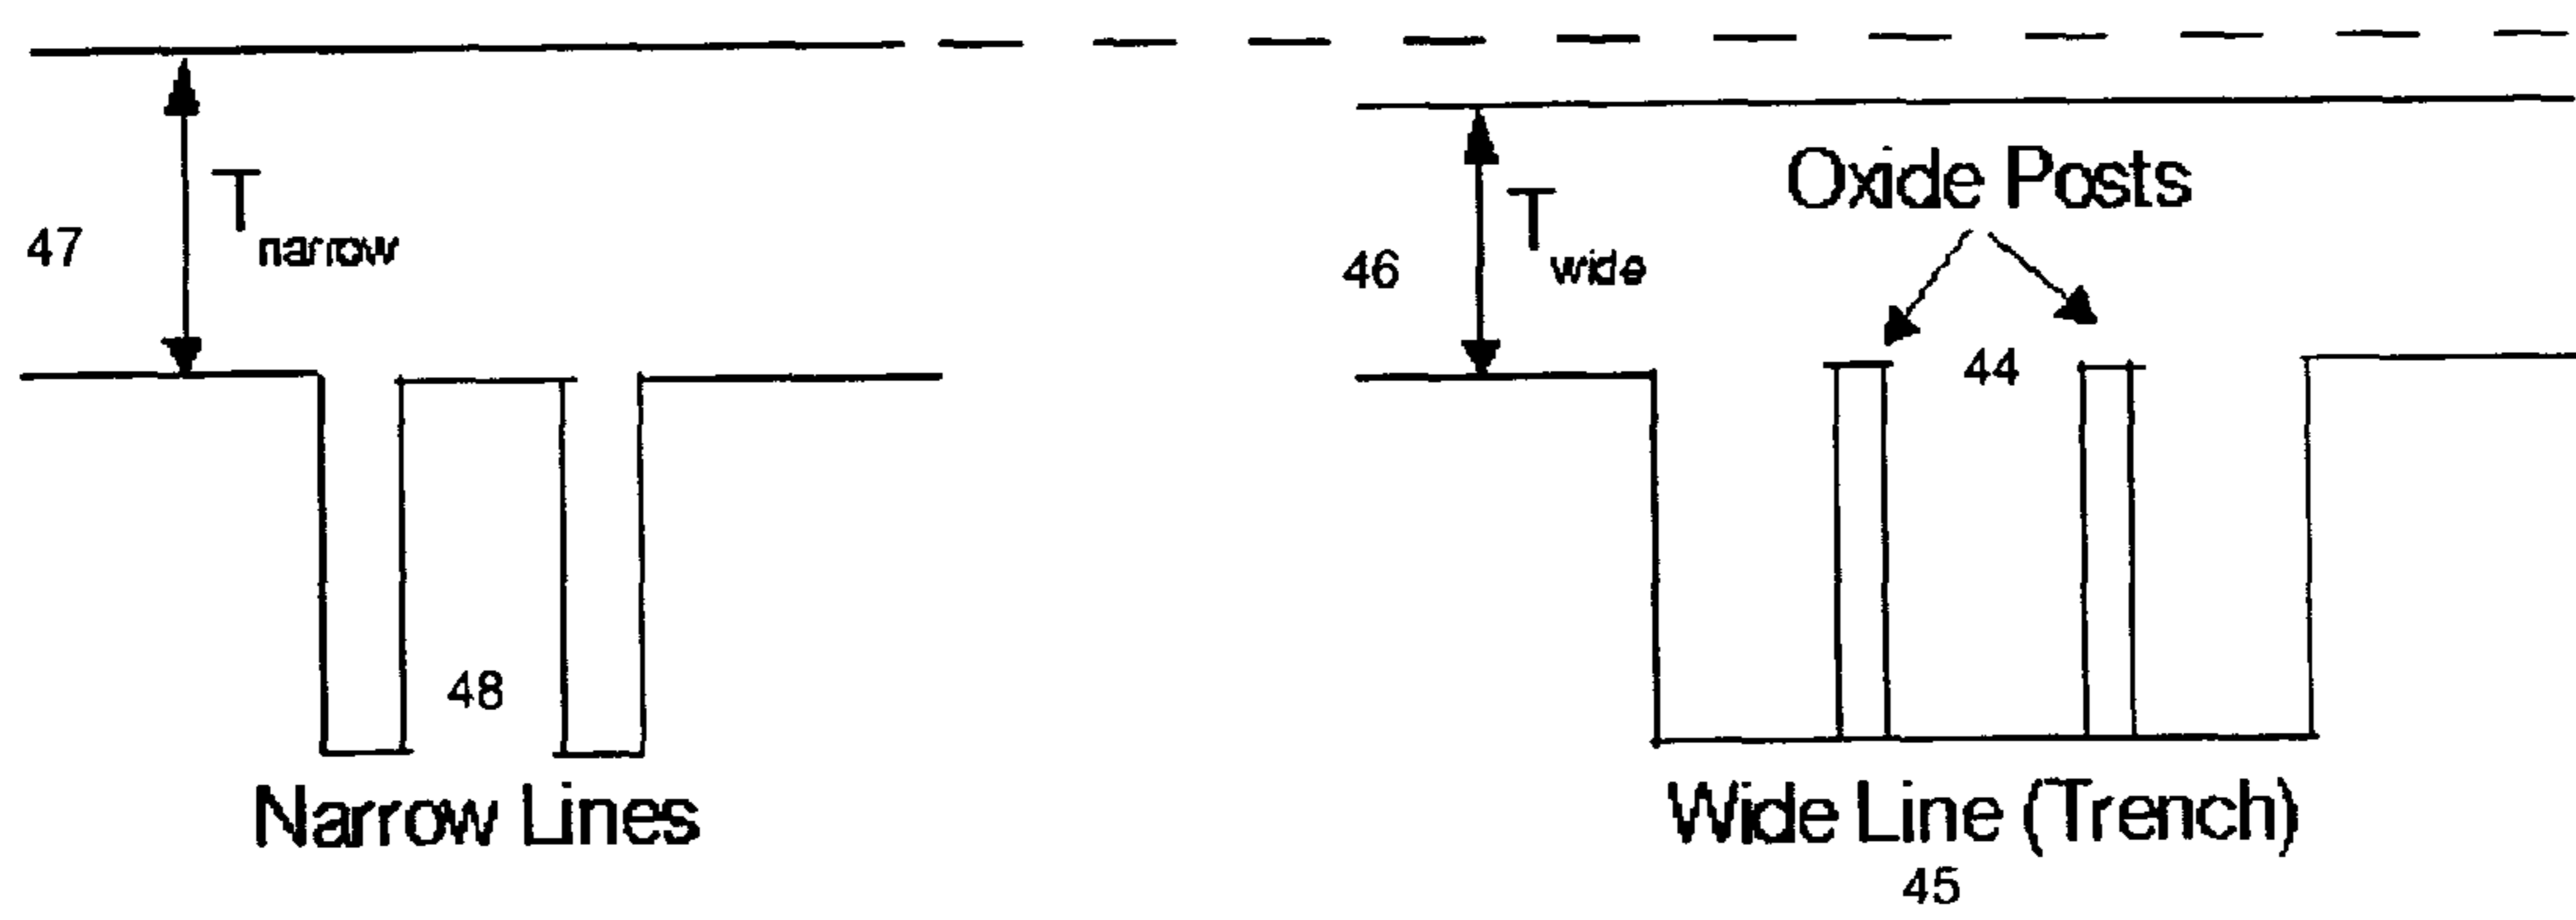 Oxide Posts
47
T narrow
46
T wide
44
48
Narrow Lines
Wide Line (Trench)
45